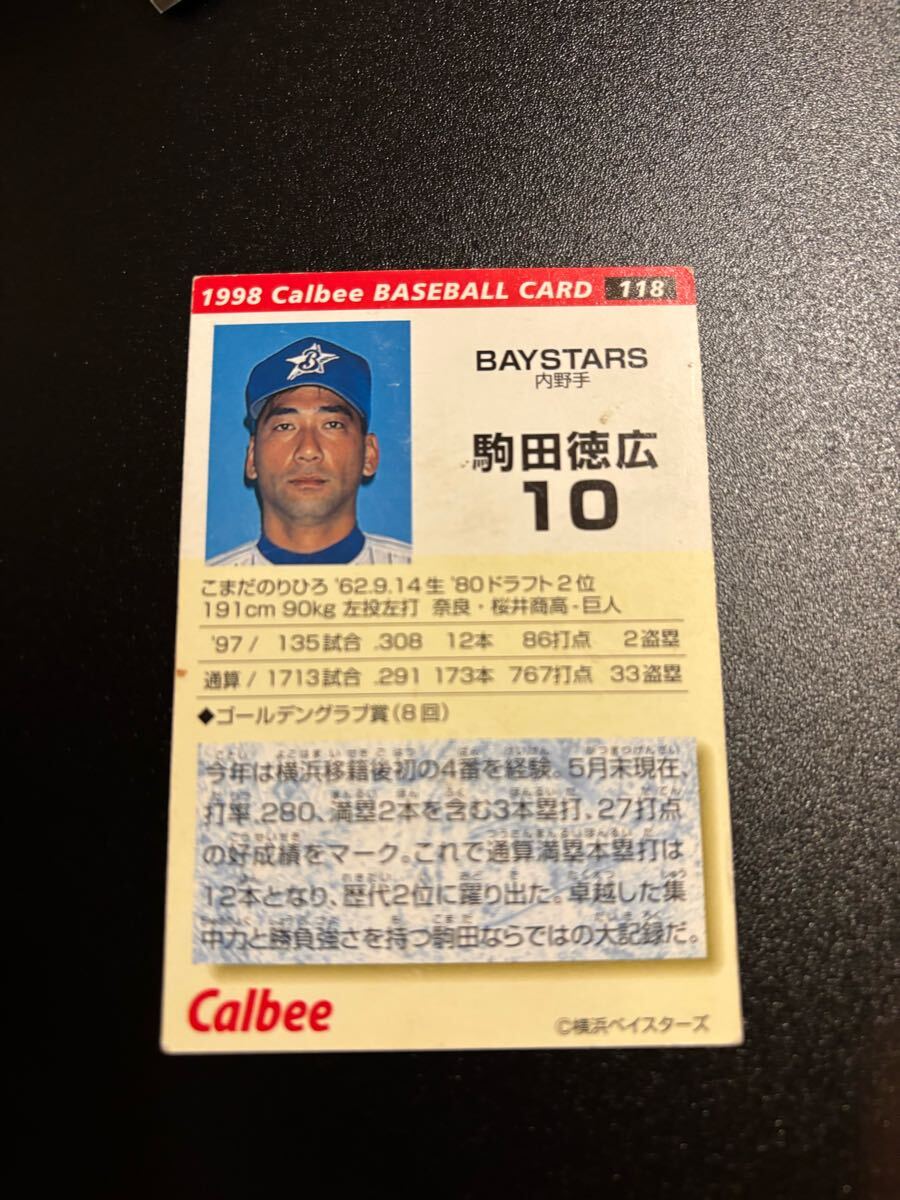 1998 Calbee BASEBALL CARD 118
BAYSTARS
内野手
駒田徳広
10
こまだのりひろ '62.9.14生 '80ドラフト2位
191cm 90kg 左投左打 奈良・桜井商高-巨人
'97/ 135試合 .308 12本 86打点 2盗塁
通算/ 1713試合 .291 173本 767打点 33盗塁
◆ゴールデングラブ賞(8回)
今年は横浜移籍後初の4番を経験。5月末現在、
打率.280、満塁2本を含む3本塁打、27打点
の好成績をマーク。これで通算満塁本塁打は
12本となり、歴代2位に躍り出た。卓越した集
中力と勝負強さを持つ駒田ならではの大記録だ。
Calbee
©横浜ベイスターズ
B